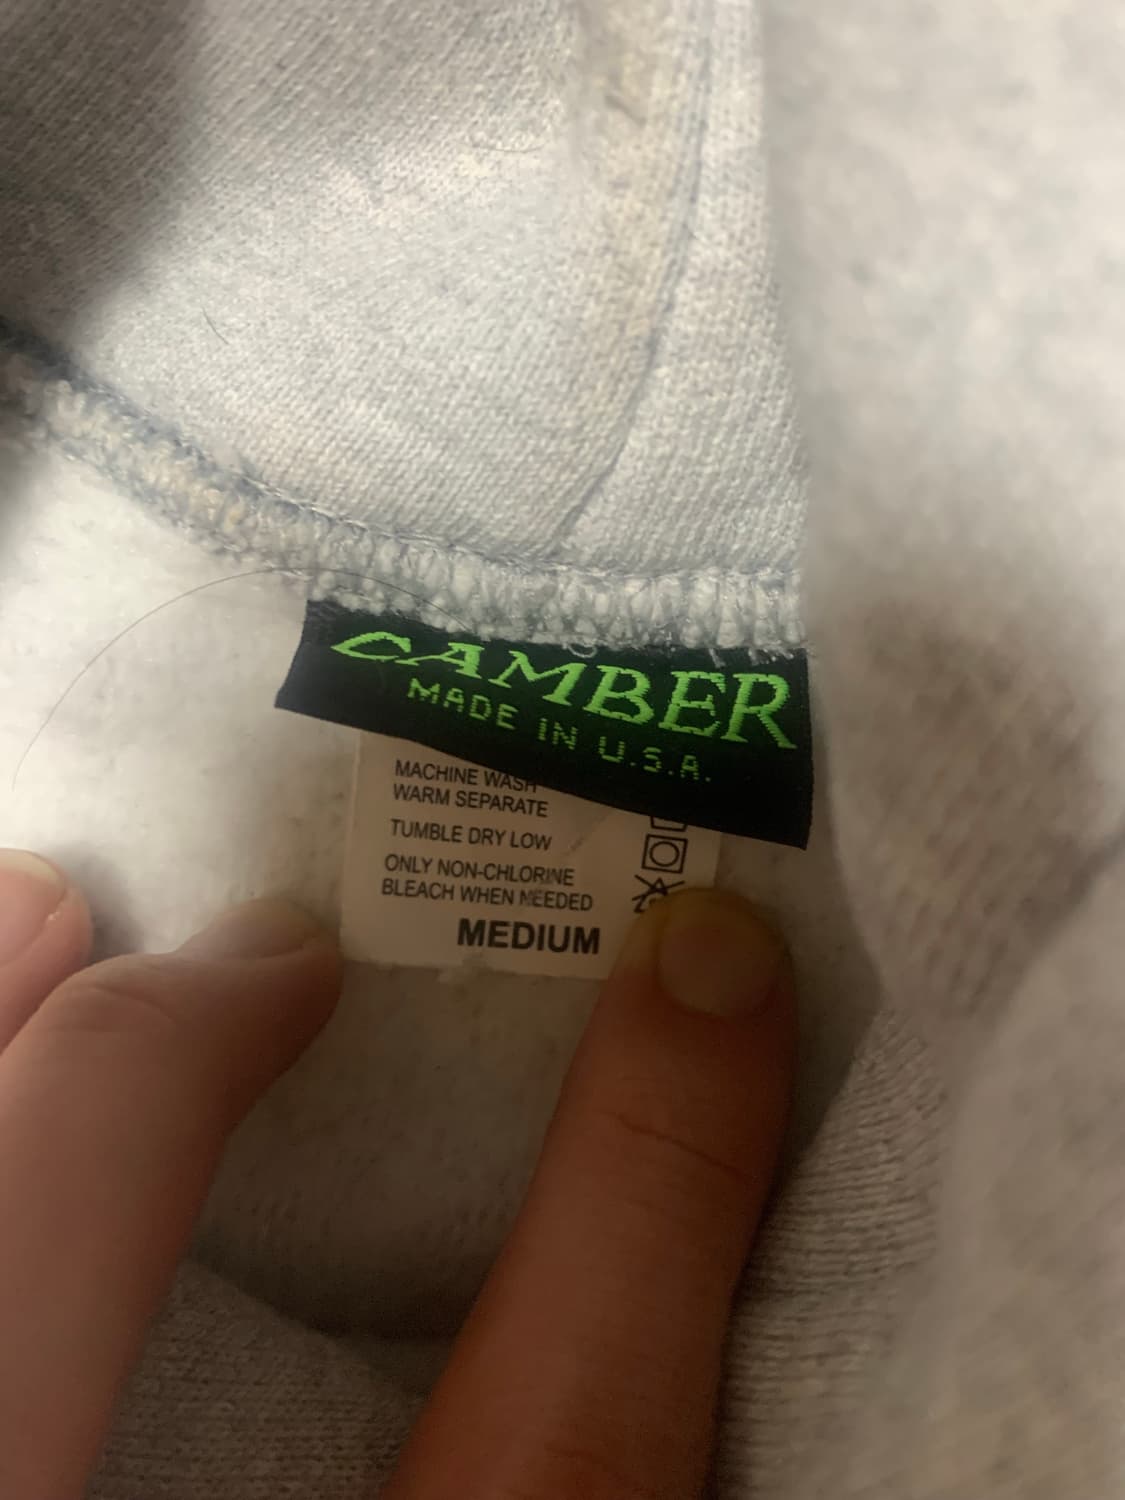 CAMBER
MADE IN U.S.A.
MACHINE WASH
WARM SEPARATE
TUMBLE DRY LOW
ONLY NON-CHLORINE
BLEACH WHEN NEEDED
MEDIUM